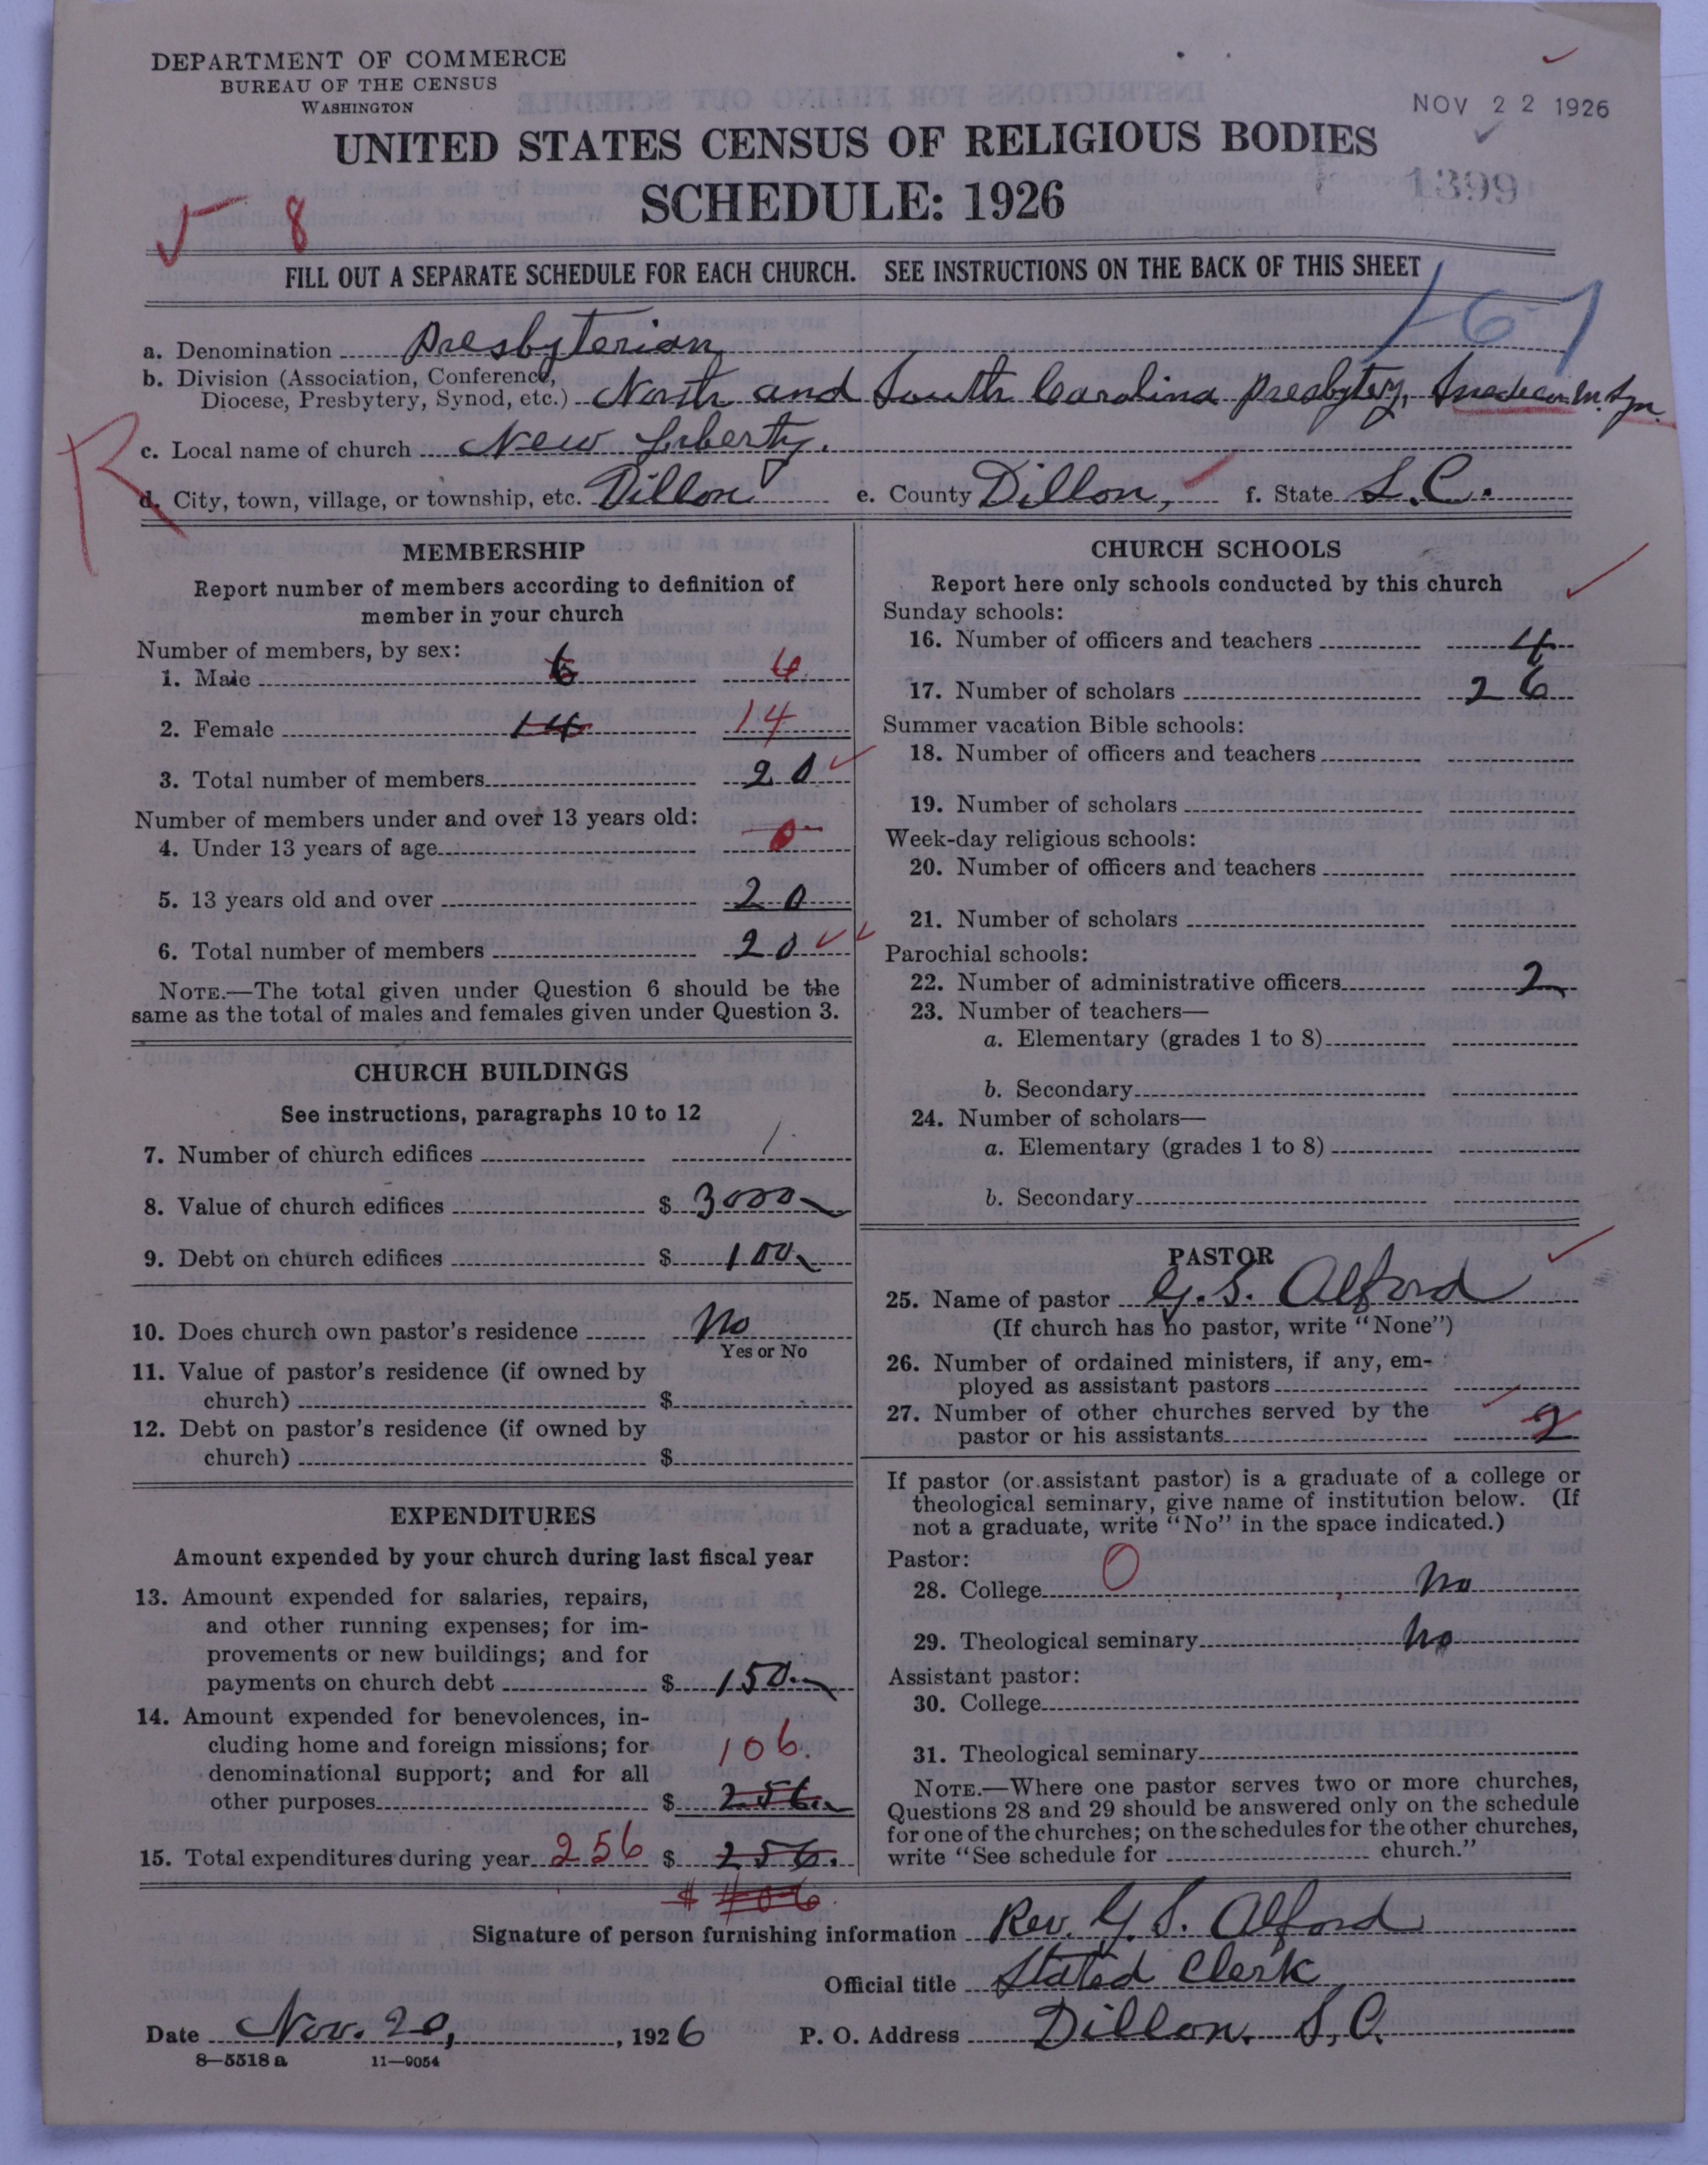 DEPARTMENT OF COMMERCE
BUREAU OF THE CENSUS
WASHINGTON
NOV 22 1926
UNITED STATES CENSUS OF RELIGIOUS BODIES
SCHEDULE: 1926
1399
8
FILL OUT A SEPARATE SCHEDULE FOR EACH CHURCH. SEE INSTRUCTIONS ON THE BACK OF THIS SHEET
167
a. Denomination Presbyterian
b. Division (Association, Conference, Diocese, Presbytery, Synod, etc.) North and South Carolina Presbytery, Snedecor M. Syn.
R
c. Local name of church New Liberty.
d. City, town, village, or township, etc. Dillon e. County Dillon, f. State S.C.
MEMBERSHIP
Report number of members according to definition of
member in your church
Number of members, by sex:
1. Male 6 6
2. Female 14 14
3. Total number of members 20
Number of members under and over 13 years old:
4. Under 13 years of age 0
5. 13 years old and over 20
6. Total number of members 20
NOTE.—The total given under Question 6 should be the
same as the total of males and females given under Question 3.
CHURCH BUILDINGS
See instructions, paragraphs 10 to 12
7. Number of church edifices 1
8. Value of church edifices $ 3000
9. Debt on church edifices $ 100
10. Does church own pastor's residence No
Yes or No
11. Value of pastor's residence (if owned by
church) $
12. Debt on pastor's residence (if owned by
church) $
EXPENDITURES
Amount expended by your church during last fiscal year
13. Amount expended for salaries, repairs,
and other running expenses; for im-
provements or new buildings; and for
payments on church debt $ 150
14. Amount expended for benevolences, in-
cluding home and foreign missions; for 106.
denominational support; and for all
other purposes $ 256
15. Total expenditures during year 256 $ 256.
$ 406
CHURCH SCHOOLS
Report here only schools conducted by this church
Sunday schools:
16. Number of officers and teachers 4
17. Number of scholars 26
Summer vacation Bible schools:
18. Number of officers and teachers
19. Number of scholars
Week-day religious schools:
20. Number of officers and teachers
21. Number of scholars
Parochial schools:
22. Number of administrative officers 2
23. Number of teachers—
a. Elementary (grades 1 to 8)
b. Secondary
24. Number of scholars—
a. Elementary (grades 1 to 8)
b. Secondary
PASTOR
25. Name of pastor G. S. Alford
(If church has no pastor, write "None")
26. Number of ordained ministers, if any, em-
ployed as assistant pastors
27. Number of other churches served by the
pastor or his assistants 2
If pastor (or assistant pastor) is a graduate of a college or
theological seminary, give name of institution below. (If
not a graduate, write "No" in the space indicated.)
Pastor:
28. College 0 No
29. Theological seminary No
Assistant pastor:
30. College
31. Theological seminary
NOTE.—Where one pastor serves two or more churches,
Questions 28 and 29 should be answered only on the schedule
for one of the churches; on the schedules for the other churches,
write "See schedule for church."
Signature of person furnishing information Rev. G. S. Alford
Official title Stated Clerk
Date Nov. 20, 1926 P. O. Address Dillon, S.C.
8—5518 a 11—9054